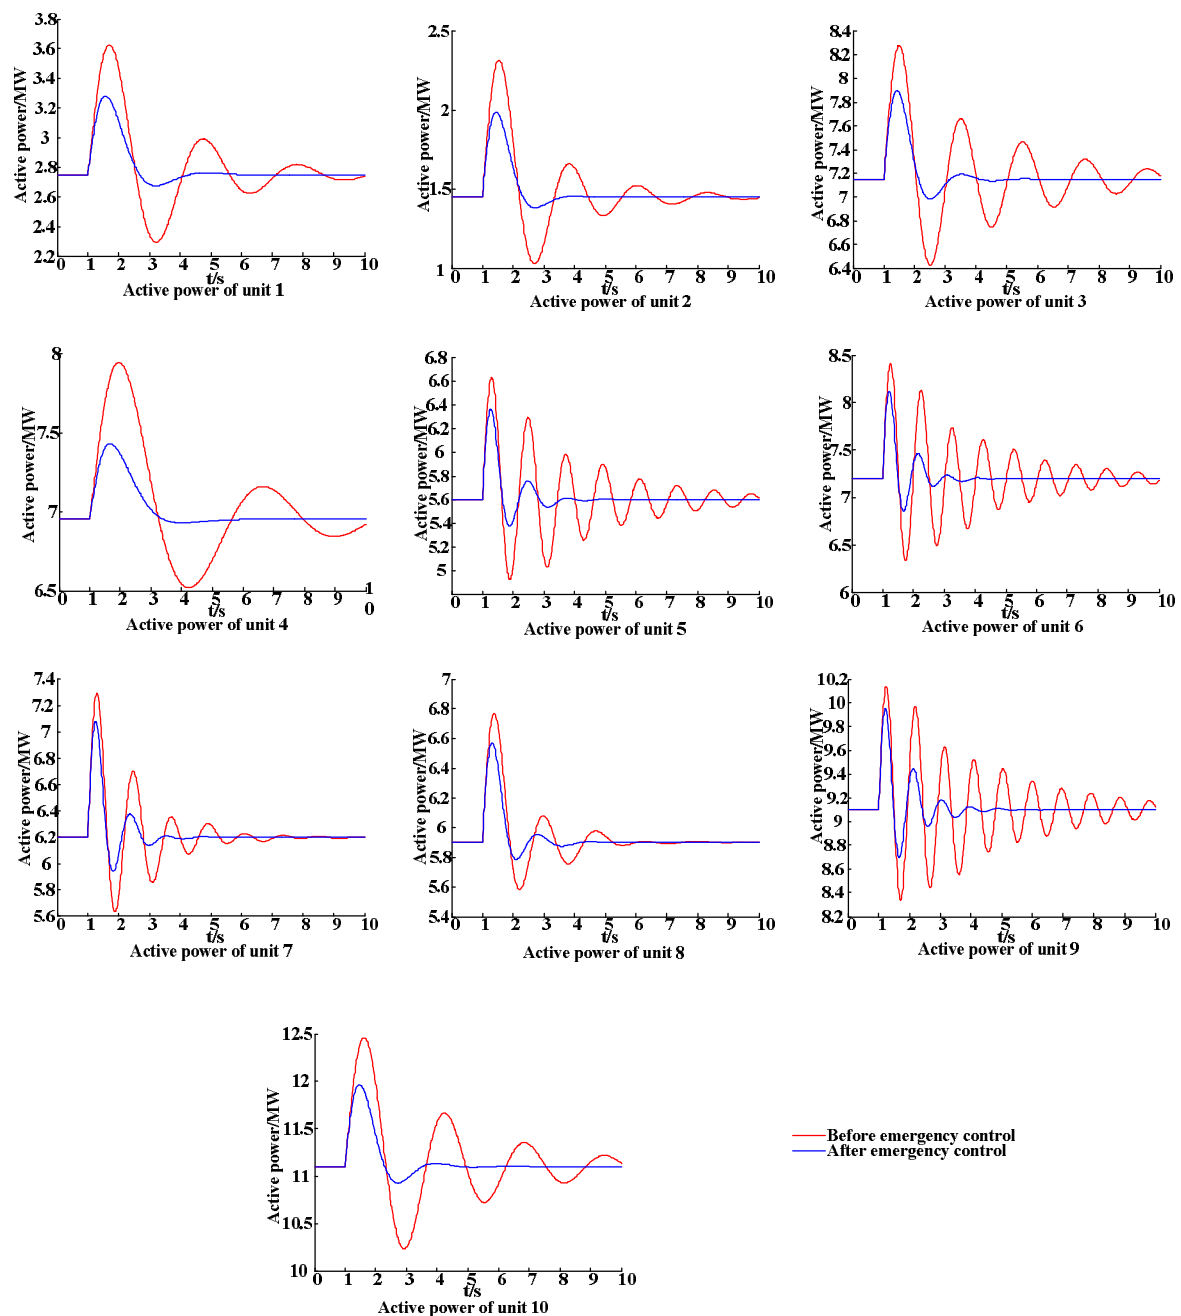 Active power/MW
3.8
3.6
3.4
3.2
3
2.8
2.6
2.4
2.2
0 1 2 3 4 5 6 7 8 9 10
t/s
Active power of unit 1
Active power/MW
2.5
2
1.5
1
0 1 2 3 4 5 6 7 8 9 10
t/s
Active power of unit 2
Active power/MW
8.4
8.2
8
7.8
7.6
7.4
7.2
7
6.8
6.6
6.4
0 1 2 3 4 5 6 7 8 9 10
t/s
Active power of unit 3
Active power/MW
8
7.5
7
6.5
0 1 2 3 4 5 6 7 8 9 1
0
t/s
Active power of unit 4
Active power/MW
6.8
6.6
6.4
6.2
6
5.8
5.6
5.4
5.2
5
0 1 2 3 4 5 6 7 8 9 10
t/s
Active power of unit 5
Active power/MW
8.5
8
7.5
7
6.5
6
0 1 2 3 4 5 6 7 8 9 10
t/s
Active power of unit 6
Active power/MW
7.4
7.2
7
6.8
6.6
6.4
6.2
6
5.8
5.6
0 1 2 3 4 5 6 7 8 9 10
t/s
Active power of unit 7
Active power/MW
7
6.8
6.6
6.4
6.2
6
5.8
5.6
5.4
0 1 2 3 4 5 6 7 8 9 10
t/s
Active power of unit 8
Active power/MW
10.2
10
9.8
9.6
9.4
9.2
9
8.8
8.6
8.4
8.2
0 1 2 3 4 5 6 7 8 9 10
t/s
Active power of unit 9
Active power/MW
12.5
12
11.5
11
10.5
10
0 1 2 3 4 5 6 7 8 9 10
t/s
Active power of unit 10
Before emergency control
After emergency control